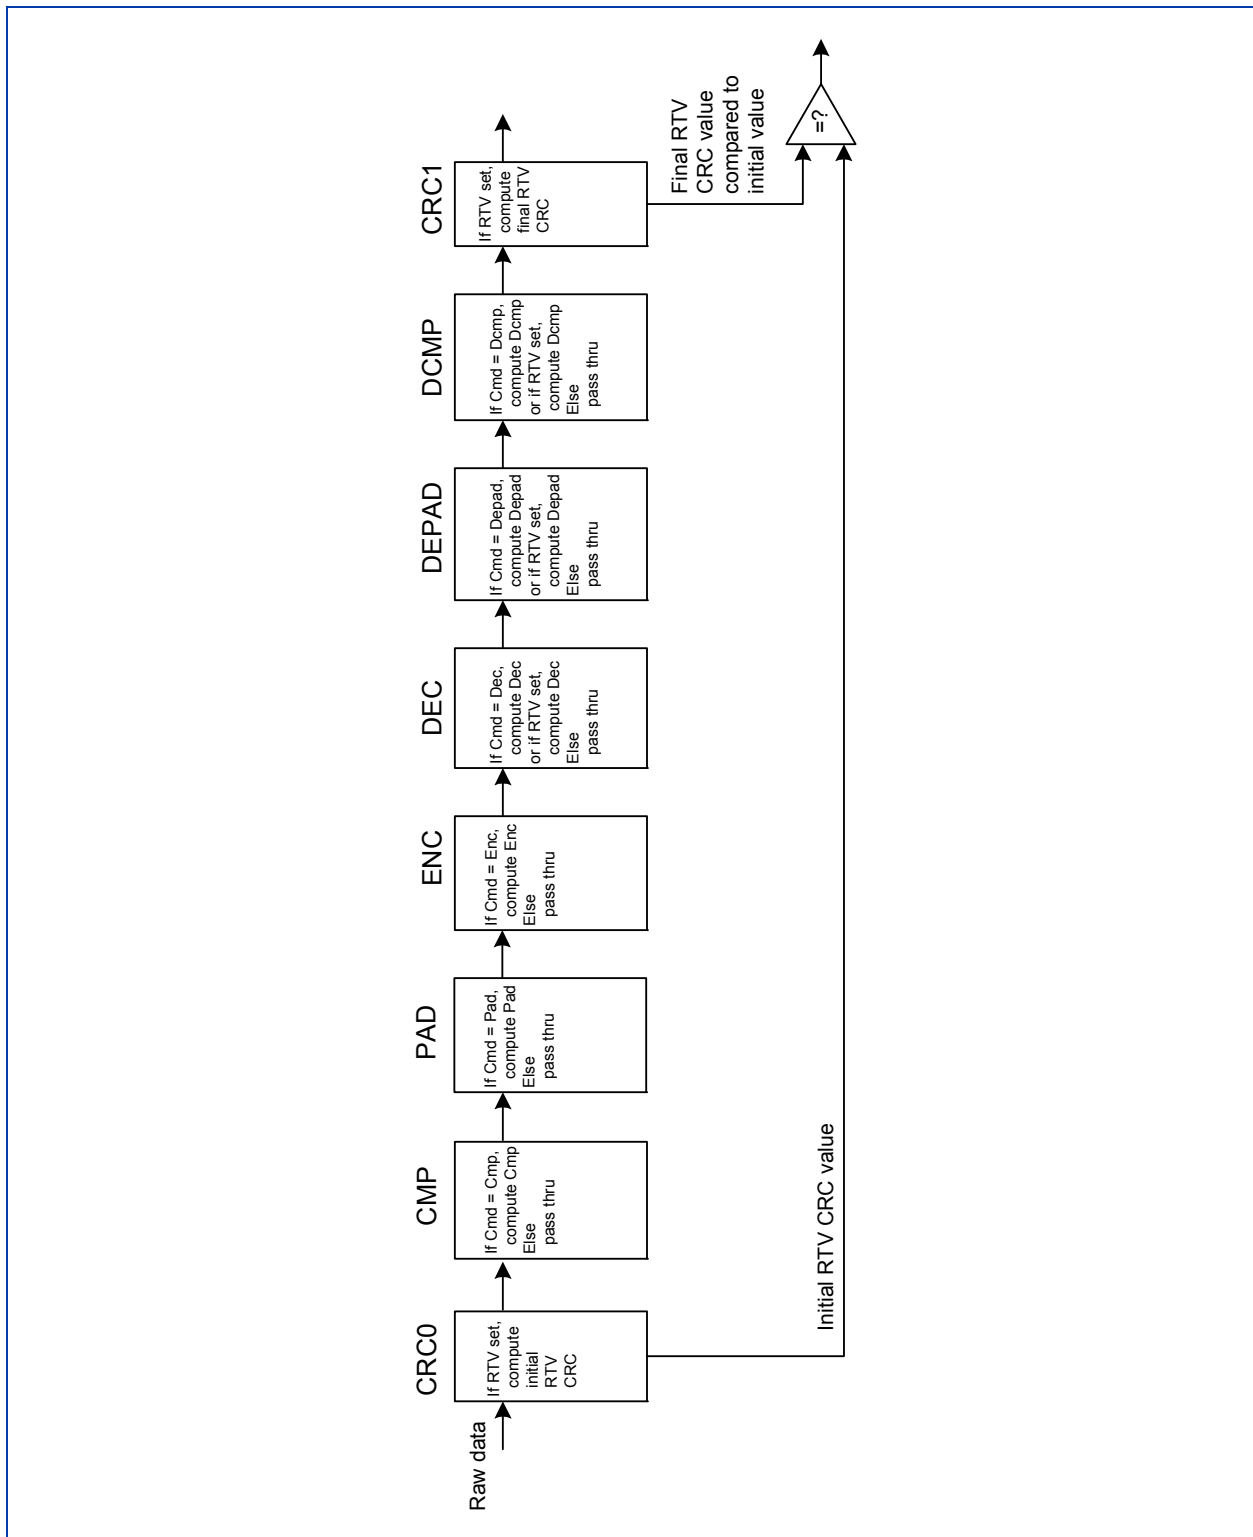 Raw data
CRC0
If RTV set,
compute
initial
RTV
CRC
CMP
If Cmd = Cmp,
compute Cmp
Else
pass thru
PAD
If Cmd = Pad,
compute Pad
Else
pass thru
ENC
If Cmd = Enc,
compute Enc
Else
pass thru
DEC
If Cmd = Dec,
compute Dec
or if RTV set,
compute Dec
Else
pass thru
DEPAD
If Cmd = Depad,
compute Depad
or if RTV set,
compute Depad
Else
pass thru
DCMP
If Cmd = Dcmp,
compute Dcmp
or if RTV set,
compute Dcmp
Else
pass thru
CRC1
If RTV set,
compute
final RTV
CRC
Final RTV
CRC value
compared to
initial value
=?
Initial RTV CRC value